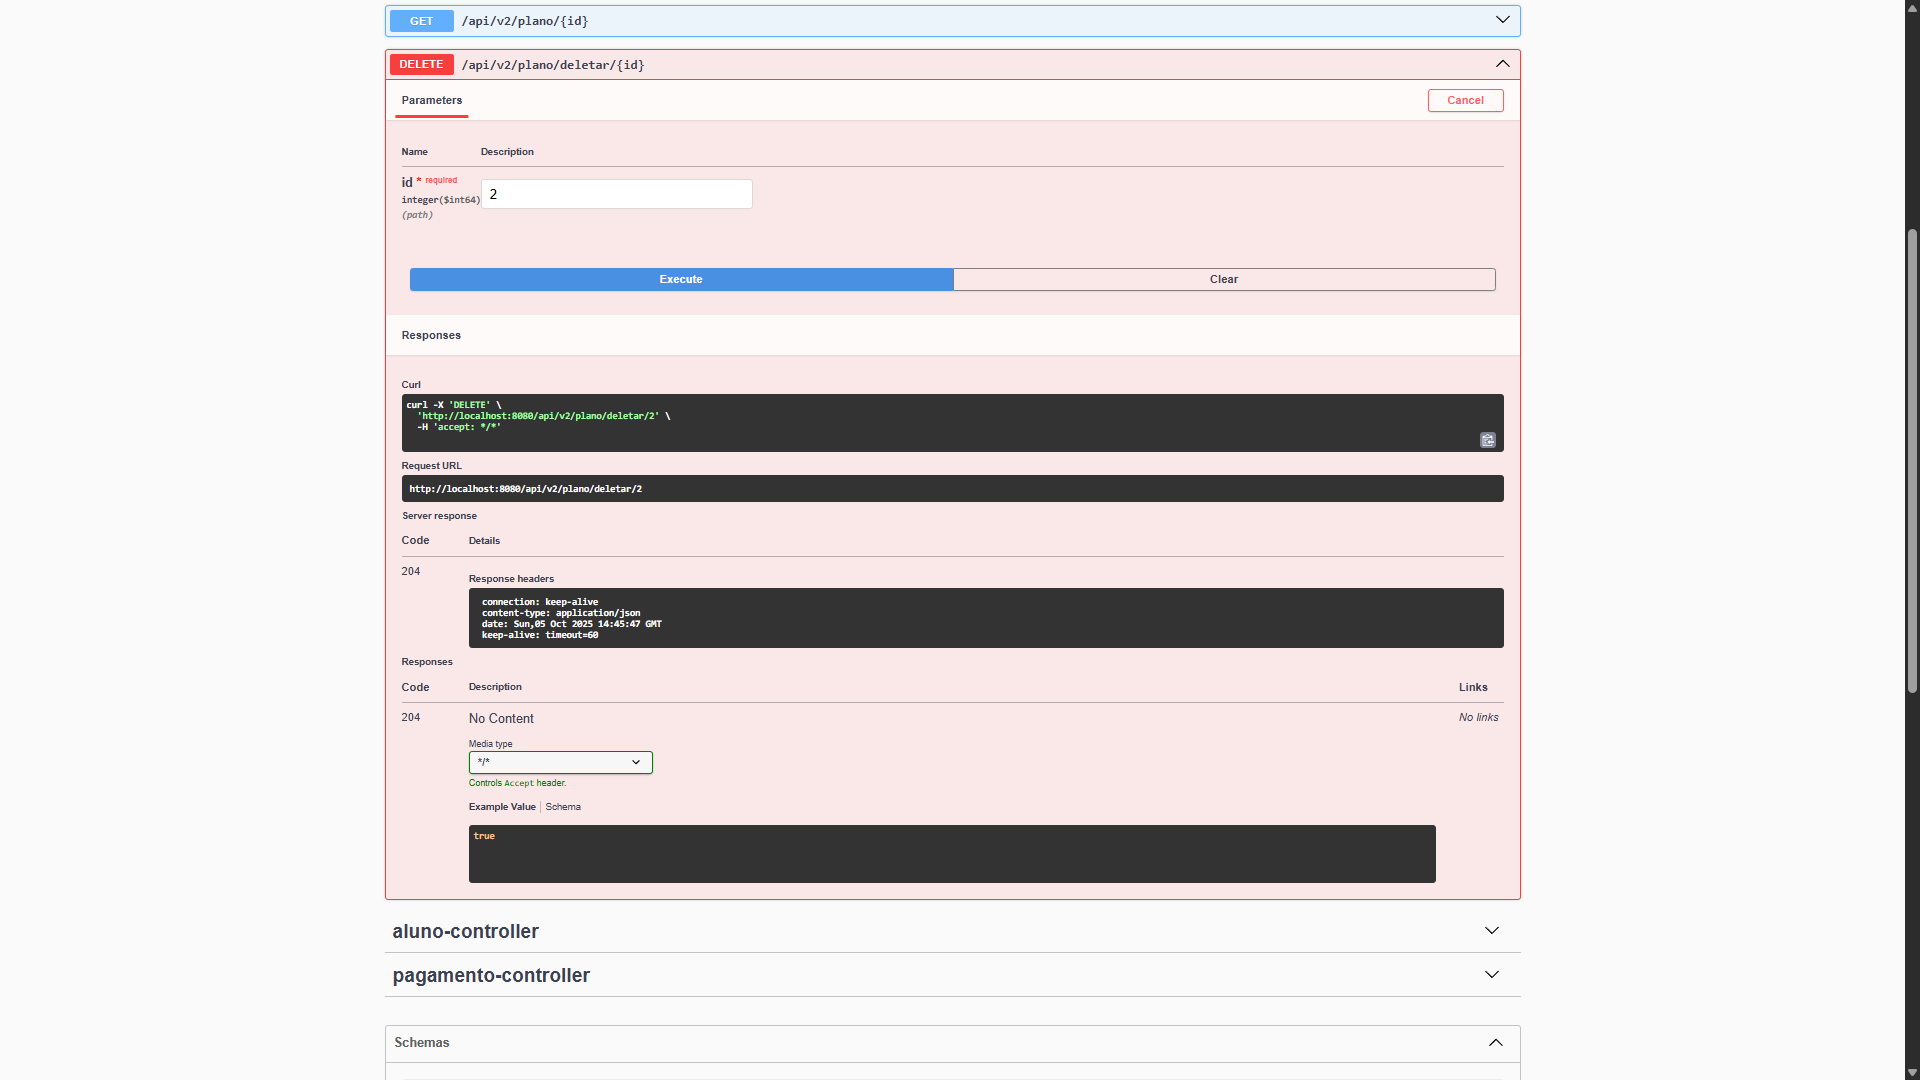 GET /api/v2/plano/{id}
DELETE /api/v2/plano/deletar/{id}
Parameters
Cancel
Name Description
id * required
integer($int64)
(path)
2
Execute Clear
Responses
Curl
curl -X 'DELETE' \
'http://localhost:8080/api/v2/plano/deletar/2' \
-H 'accept: */*'
Request URL
http://localhost:8080/api/v2/plano/deletar/2
Server response
Code Details
204
Response headers
connection: keep-alive
content-type: application/json
date: Sun,05 Oct 2025 14:45:47 GMT
keep-alive: timeout=60
Responses
Code Description Links
204 No Content No links
Media type
*/*
Controls Accept header.
Example Value Schema
true
aluno-controller
pagamento-controller
Schemas